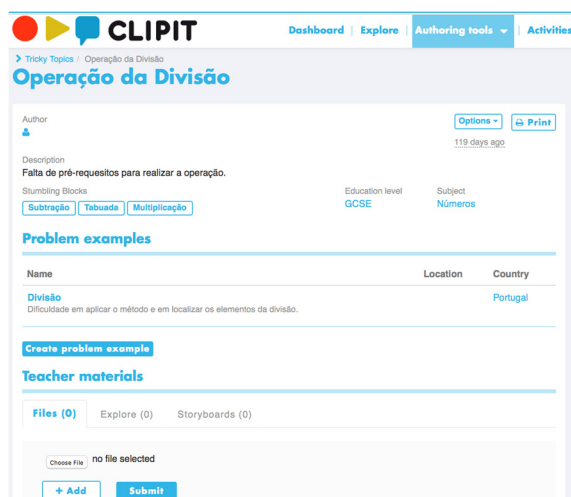 CLIPIT
Dashboard | Explore | Authoring tools | Activities
Tricky Topics / Operação da Divisão
Operação da Divisão
Author
Options
Print
119 days ago
Description
Falta de pré-requesitos para realizar a operação.
Stumbling Blocks Education level Subject
Subtração Tabuada Multiplicação GCSE Números
Problem examples
Name Location Country
Divisão Portugal
Dificuldade em aplicar o método e em localizar os elementos da divisão.
Create problem example
Teacher materials
Files (0) Explore (0) Storyboards (0)
Choose File no file selected
+ Add Submit